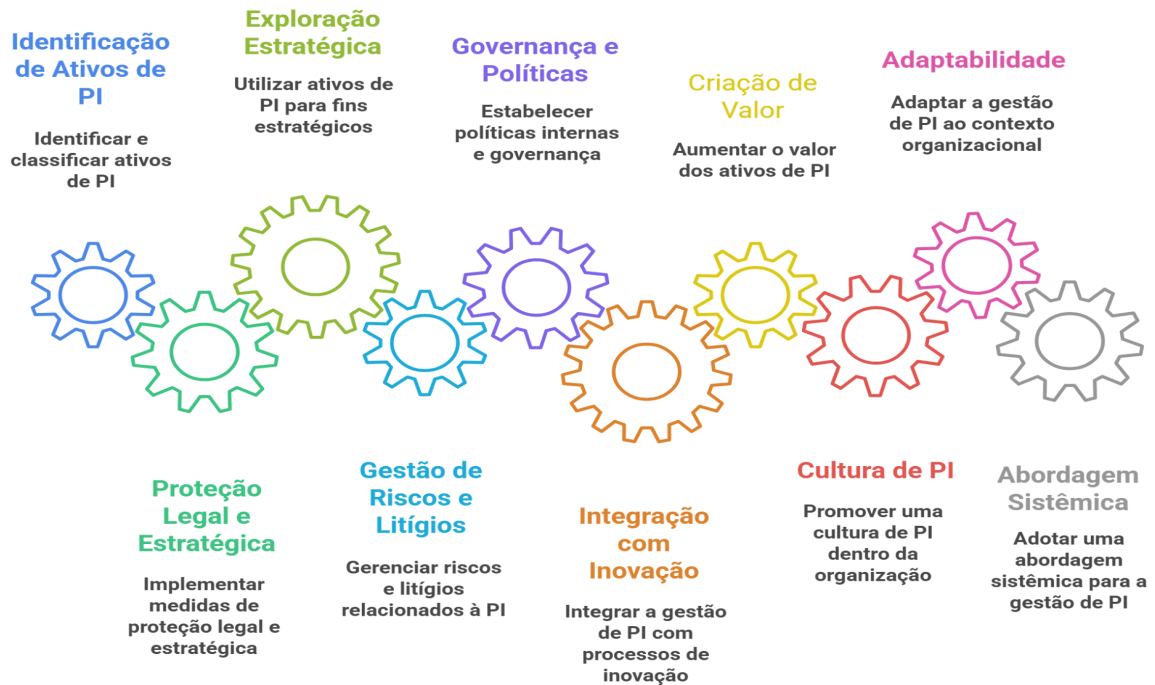 Identificação
de Ativos de
PI
Identificar e
classificar ativos
de PI
Proteção
Legal e
Estratégica
Implementar
medidas de
proteção legal e
estratégica
Exploração
Estratégica
Utilizar ativos de
PI para fins
estratégicos
Gestão de
Riscos e
Litígios
Gerenciar riscos
e litígios
relacionados à PI
Governança e
Políticas
Estabelecer
políticas internas
e governança
Integração
com
Inovação
Integrar a gestão
de PI com
processos de
inovação
Criação de
Valor
Aumentar o valor
dos ativos de PI
Cultura de PI
Promover uma
cultura de PI
dentro da
organização
Adaptabilidade
Adaptar a gestão
de PI ao contexto
organizacional
Abordagem
Sistêmica
Adotar uma
abordagem
sistêmica para a
gestão de PI